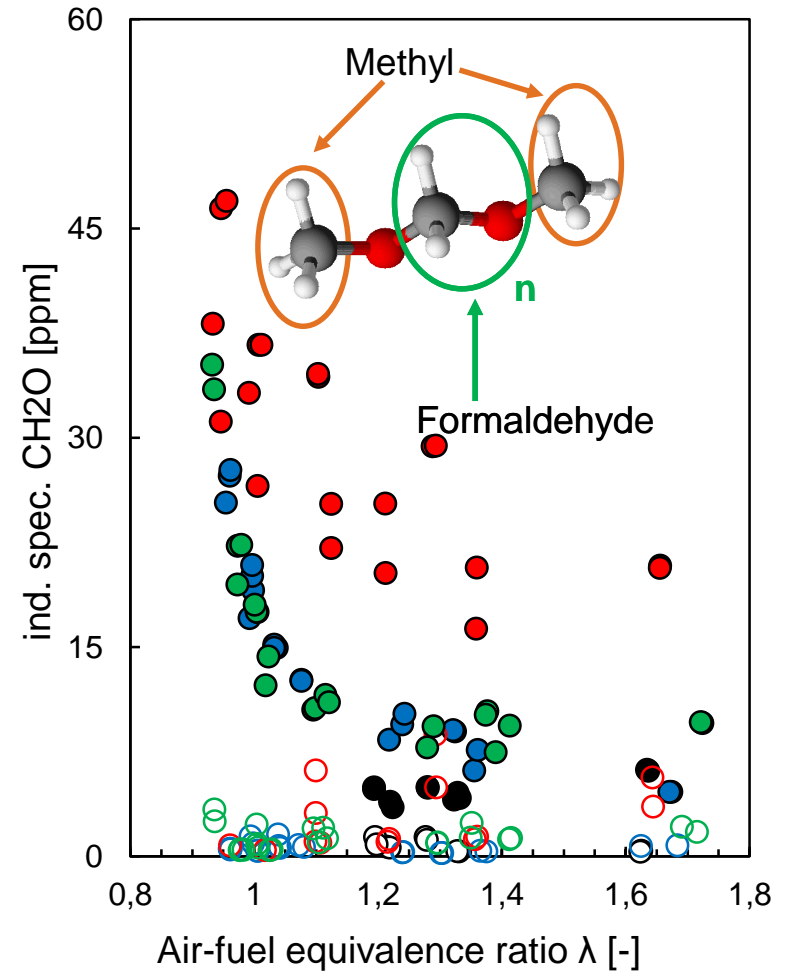 60
Methyl
45
n
Formaldehyde
30
15
0
ind. spec. CH2O [ppm]
0,8 1 1,2 1,4 1,6 1,8
Air-fuel equivalence ratio λ [-]